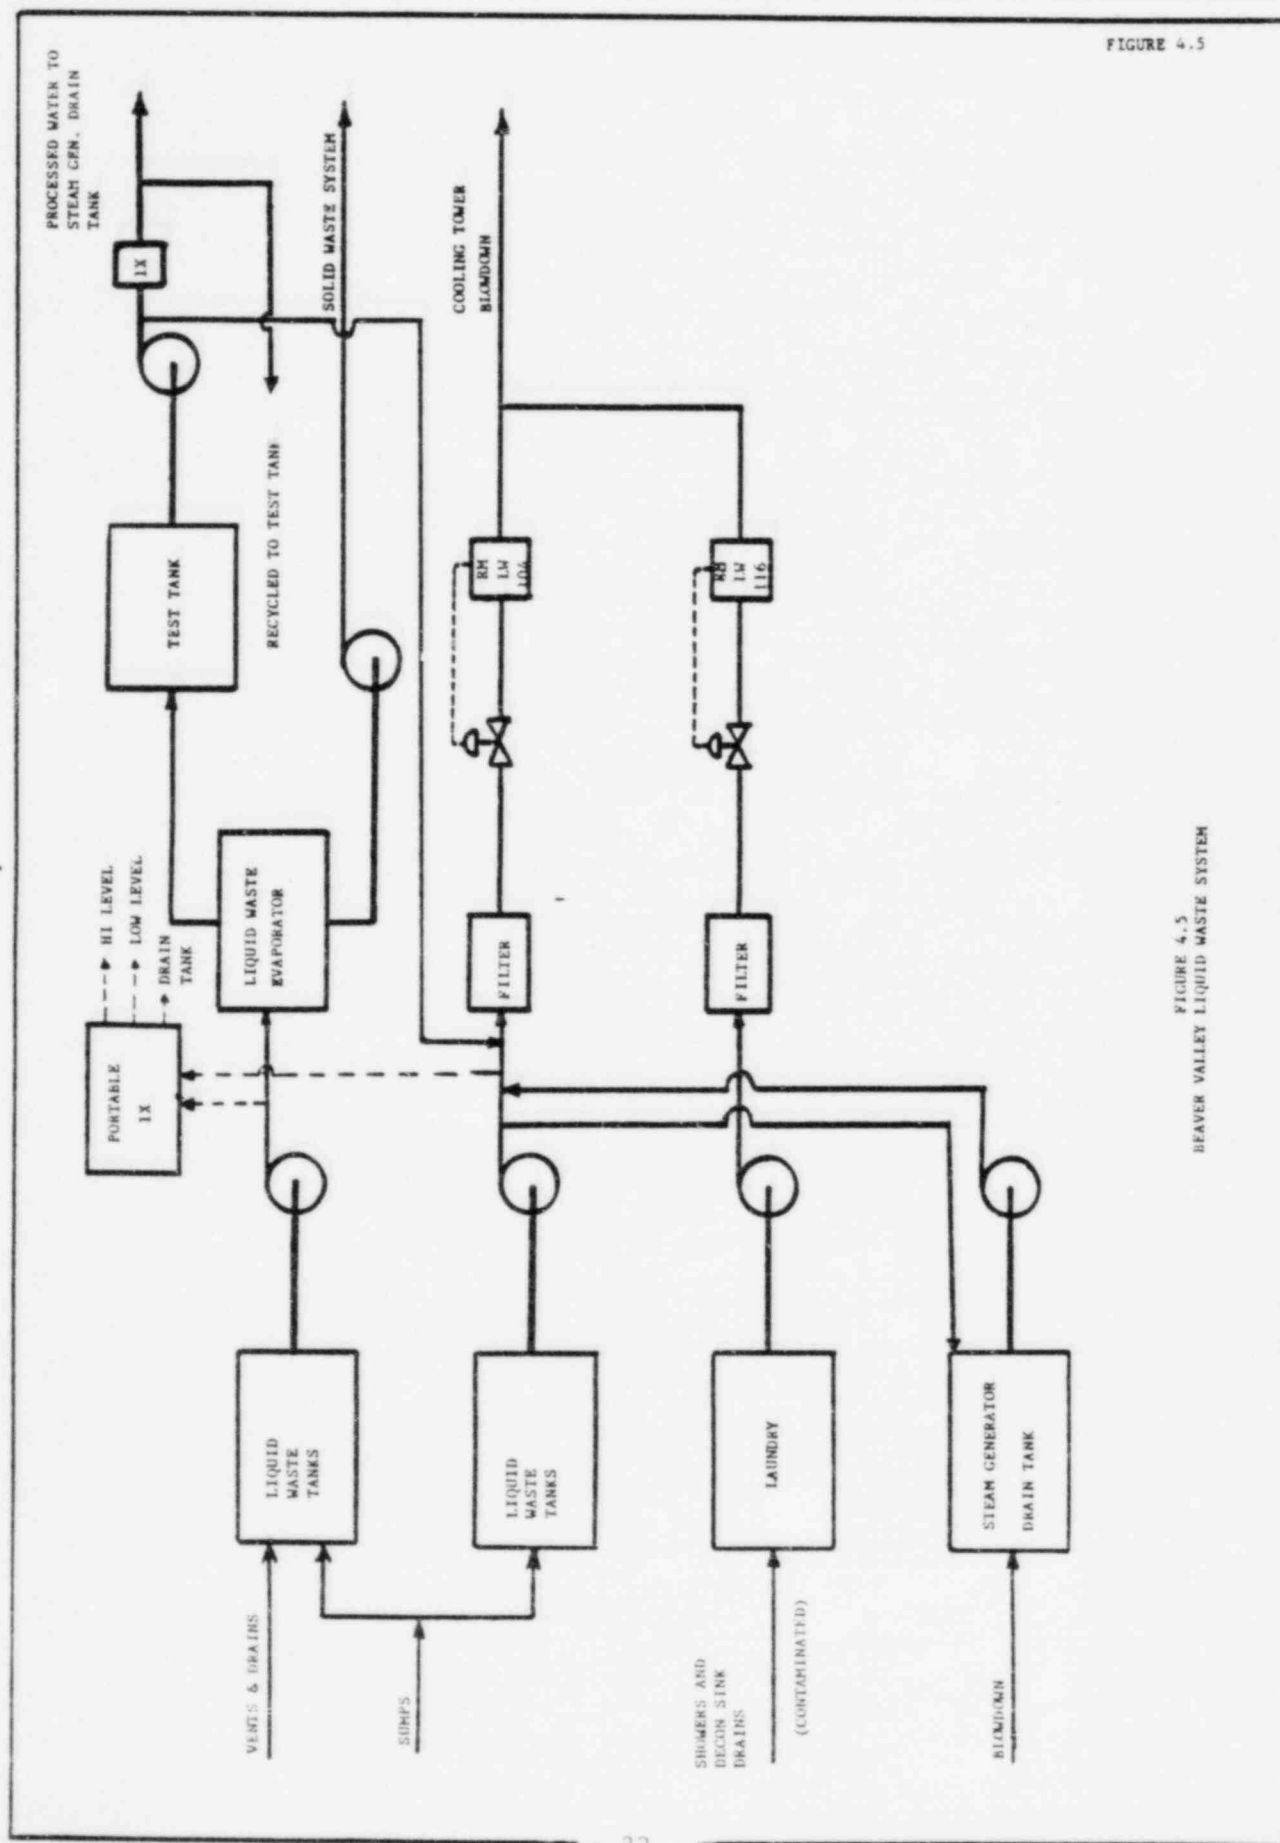 FIGURE 4.5
PROCESSED WATER TO
STEAM GEN. DRAIN
TANK
IX
SOLID WASTE SYSTEM
COOLING TOWER
BLOWDOWN
TEST TANK
RECYCLED TO TEST TANK
RM
LW
104
RM
LW
116
HI LEVEL
LOW LEVEL
DRAIN
TANK
PORTABLE
IX
LIQUID WASTE
EVAPORATOR
FILTER
FILTER
LIQUID
WASTE
TANKS
LIQUID
WASTE
TANKS
LAUNDRY
STEAM GENERATOR
DRAIN TANK
VENTS & DRAINS
SUMPS
SHOWERS AND
DECON SINK
DRAINS
(CONTAMINATED)
BLOWDOWN
FIGURE 4.5
BEAVER VALLEY LIQUID WASTE SYSTEM